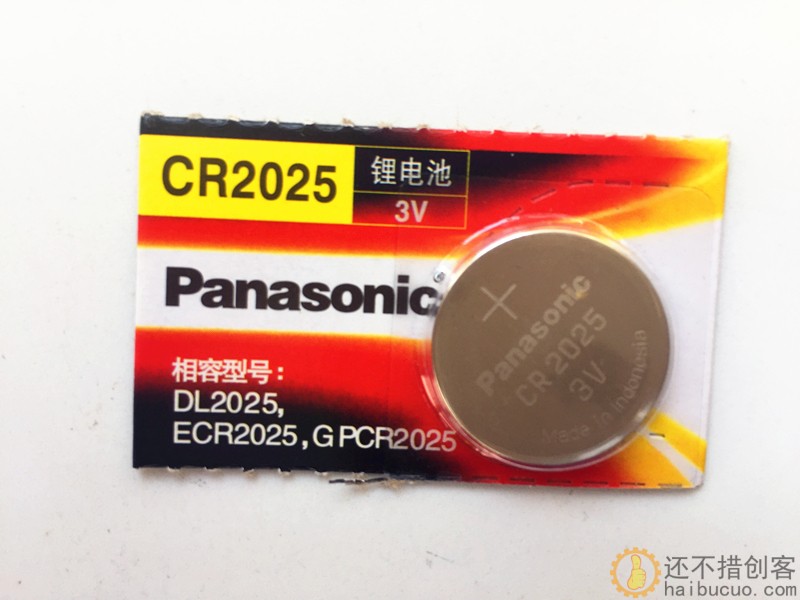 CR2025
锂电池
3V
Panasonic
相容型号:
DL2025,
ECR2025, GPCR2025
+
Panasonic
CR 2025
3V
Made in Indonesia
还不措创客
haibucuo.com